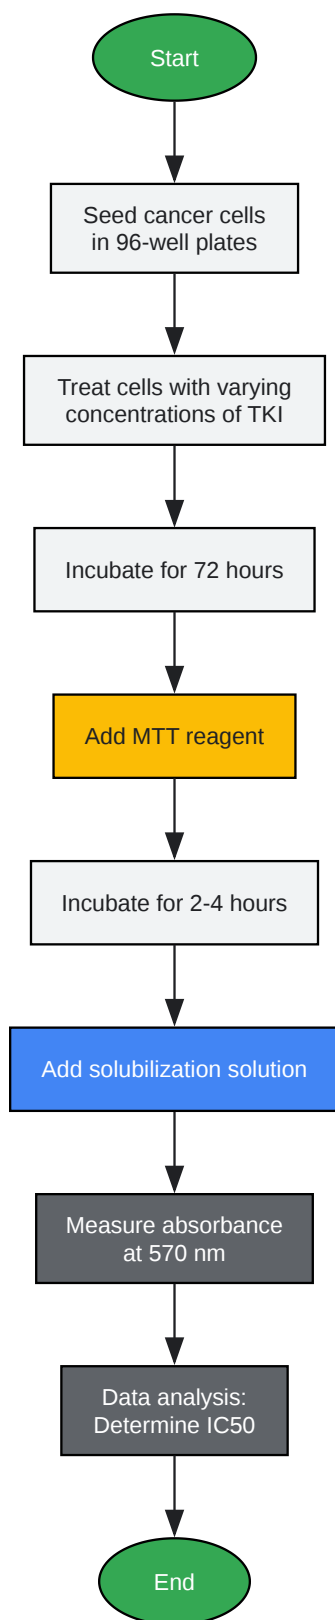 Start
Seed cancer cells
in 96-well plates
Treat cells with varying
concentrations of TKI
Incubate for 72 hours
Add MTT reagent
Incubate for 2-4 hours
Add solubilization solution
Measure absorbance
at 570 nm
Data analysis:
Determine IC50
End